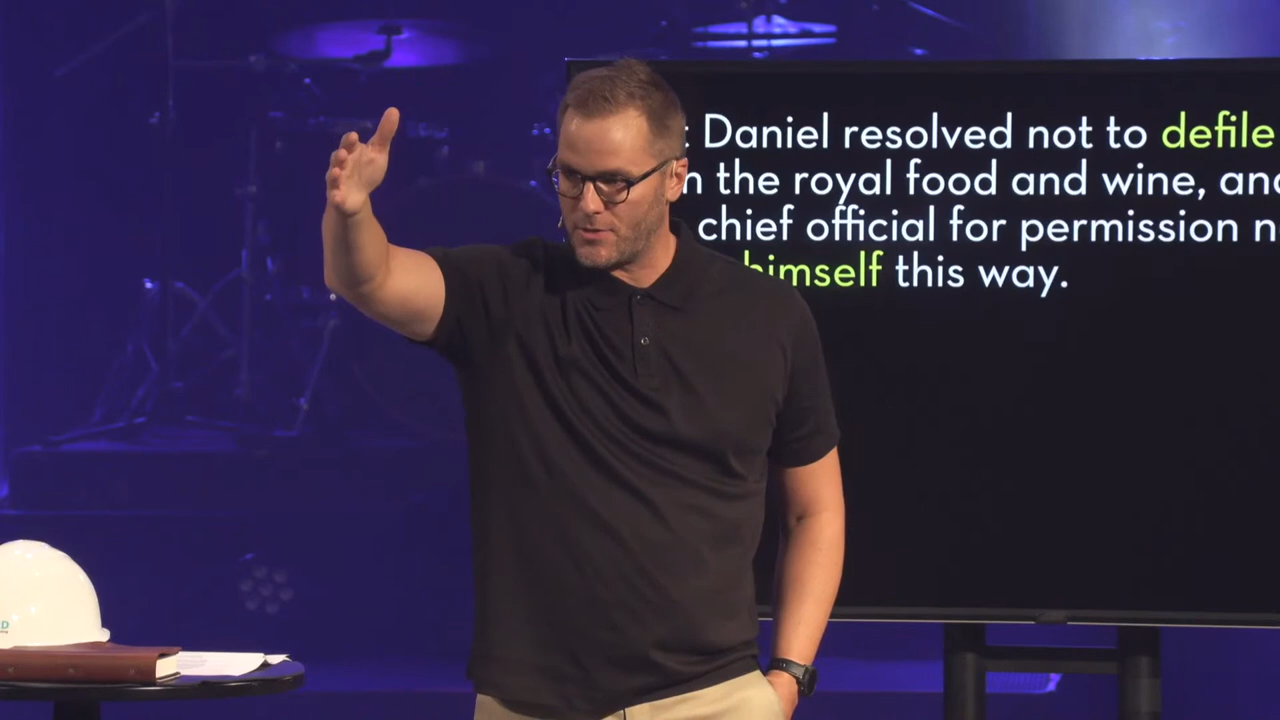 Daniel resolved not to defile
the royal food and wine, and
chief official for permission
himself this way.
D